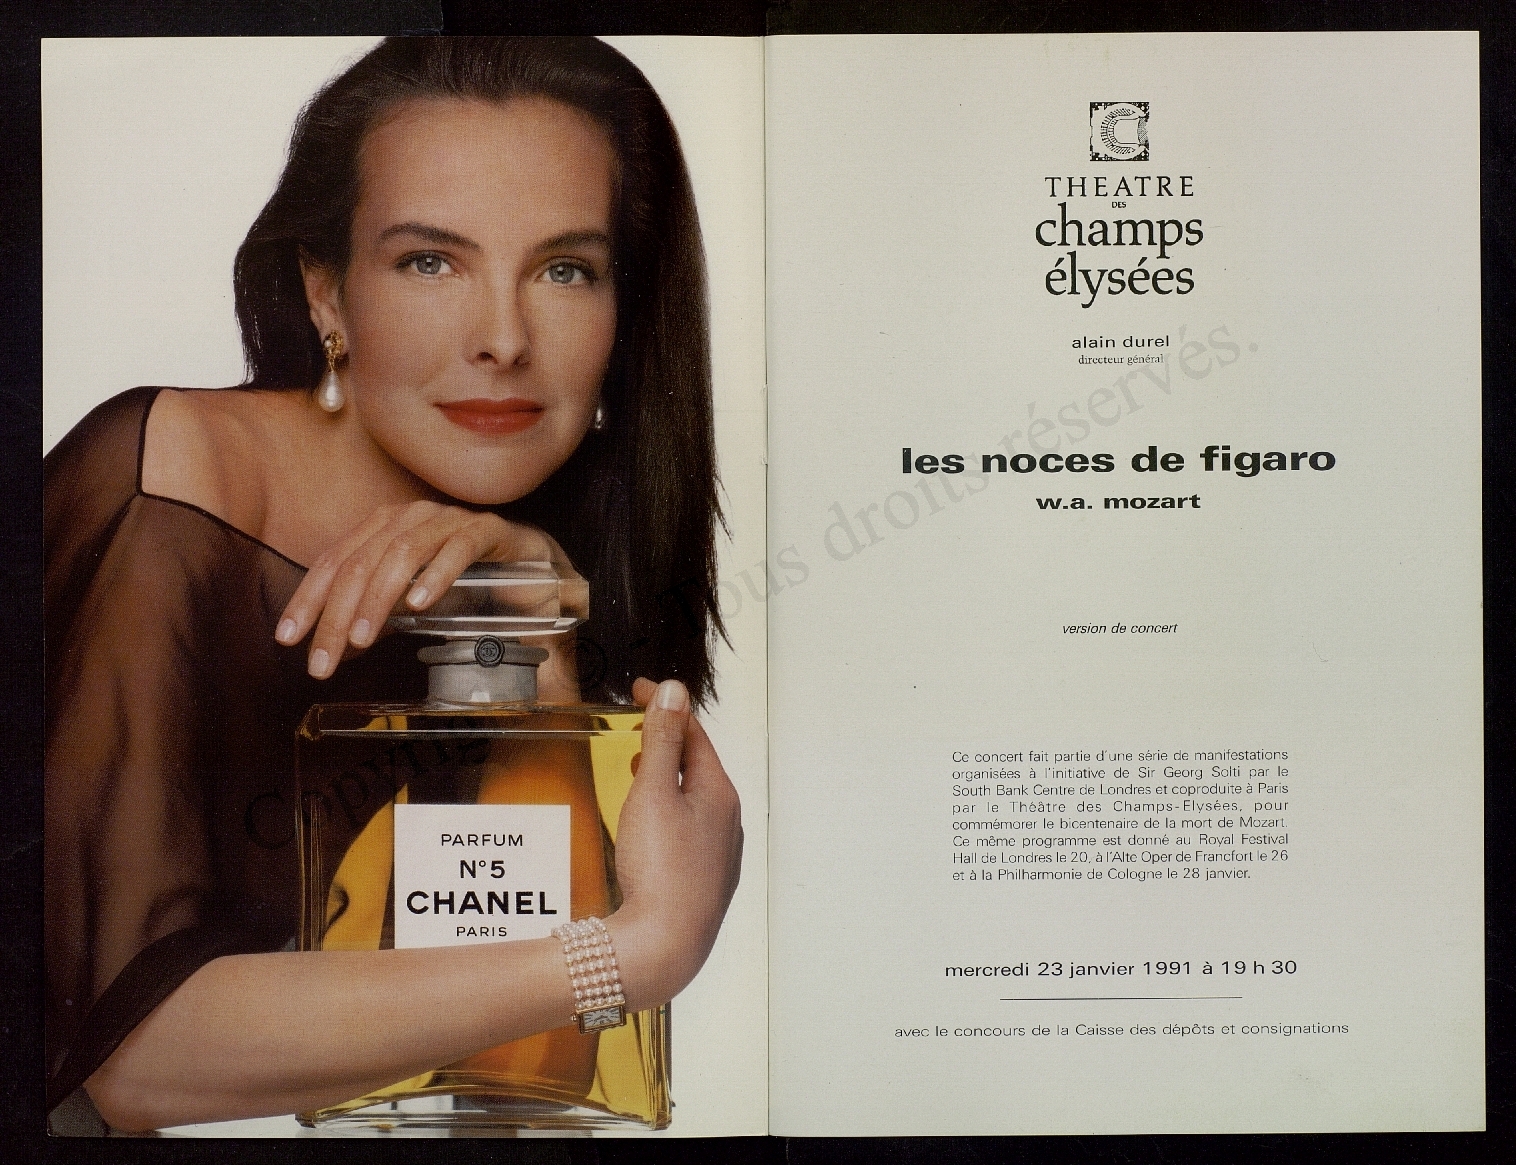 PARFUM
N°5
CHANEL
PARIS
THEATRE
DES
champs
élysées
alain durel
directeur général
les noces de figaro
w.a. mozart
version de concert
Ce concert fait partie d'une série de manifestations
organisées à l'initiative de Sir Georg Solti par le
South Bank Centre de Londres et coproduite à Paris
par le Théâtre des Champs-Elysées, pour
commémorer le bicentenaire de la mort de Mozart.
Ce même programme est donné au Royal Festival
Hall de Londres le 20, à l'Alte Oper de Francfort le 26
et à la Philharmonie de Cologne le 28 janvier.
mercredi 23 janvier 1991 à 19 h 30
avec le concours de la Caisse des dépôts et consignations
© - Tous droits réservés.